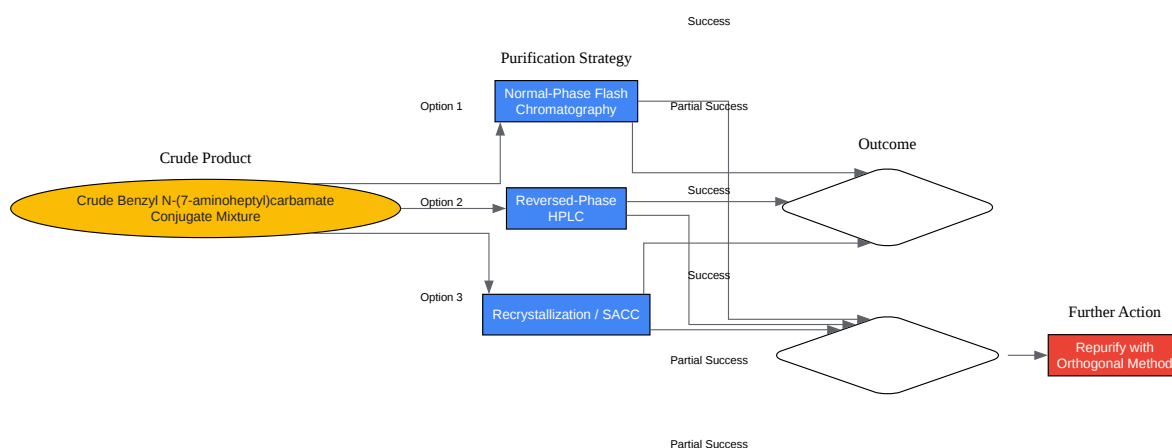 Success
Purification Strategy
Normal-Phase Flash
Chromatography
Option 1
Partial Success
Crude Product
Outcome
Crude Benzyl N-(7-aminoheptyl)carbamate
Conjugate Mixture
Option 2
Reversed-Phase
HPLC
Success
Success
Option 3
Recrystallization / SACC
Further Action
Repurify with
Orthogonal Method
Partial Success
Partial Success